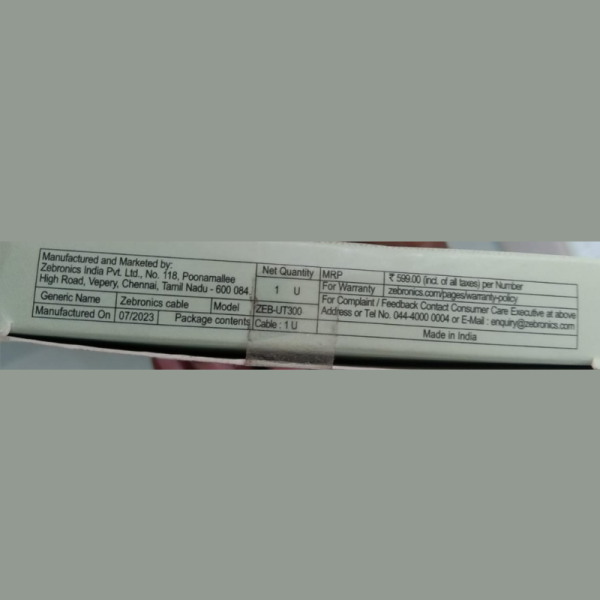 Manufactured and Marketed by:
Zebronics India Pvt. Ltd., No. 118, Poonamallee
High Road, Vepery, Chennai, Tamil Nadu - 600 084.
Net Quantity
1 U
MRP
₹ 599.00 (incl. of all taxes) per Number
For Warranty
zebronics.com/pages/warranty-policy
Generic Name
Zebronics cable
Model
ZEB-UT300
For Complaint / Feedback Contact Consumer Care Executive at above
Address or Tel No. 044-4000 0004 or E-Mail : enquiry@zebronics.com
Manufactured On
07/2023
Package contents
Cable : 1 U
Made in India